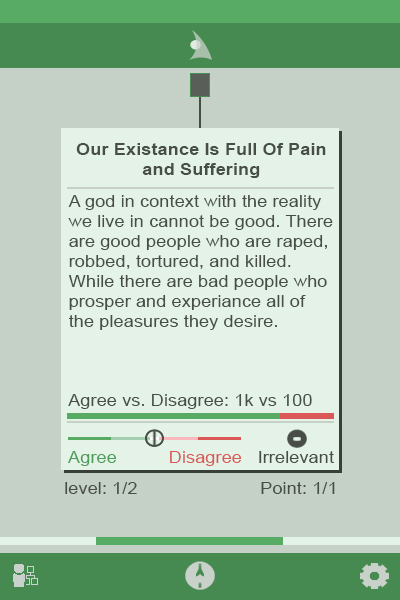 Our Existance Is Full Of Pain
and Suffering
A god in context with the reality
we live in cannot be good. There
are good people who are raped,
robbed, tortured, and killed.
While there are bad people who
prosper and experiance all of
the pleasures they desire.
Agree vs. Disagree: 1k vs 100
Agree Disagree Irrelevant
level: 1/2 Point: 1/1